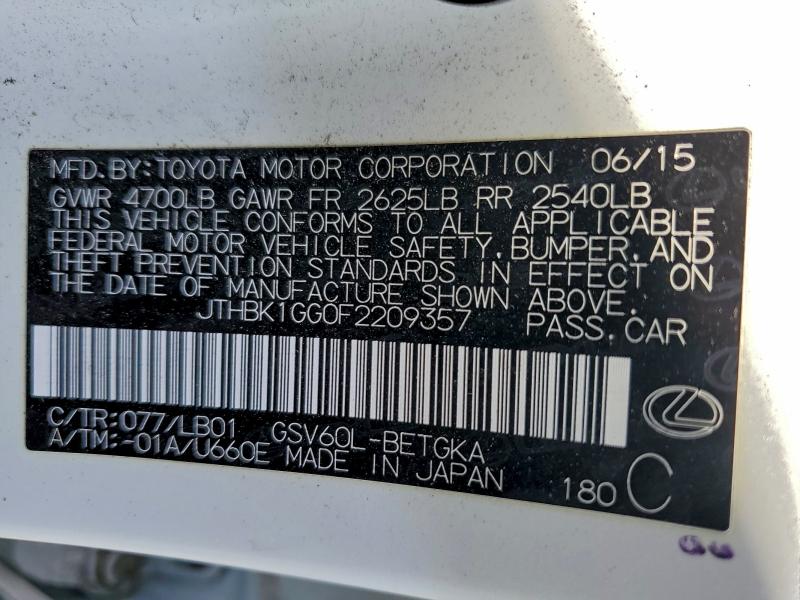 MFD.BY:TOYOTA MOTOR CORPORATION 06/15
GVWR 4700LB GAWR FR 2625LB RR 2540LB
THIS VEHICLE CONFORMS TO ALL APPLICABLE
FEDERAL MOTOR VEHICLE SAFETY,BUMPER,AND
THEFT PREVENTION STANDARDS IN EFFECT ON
THE DATE OF MANUFACTURE SHOWN ABOVE.
JTHBK1GG0F2209357 PASS.CAR
C/TR:077/LB01 GSV60L-BETGKA
A/TM:-01A/U660E MADE IN JAPAN
180 C